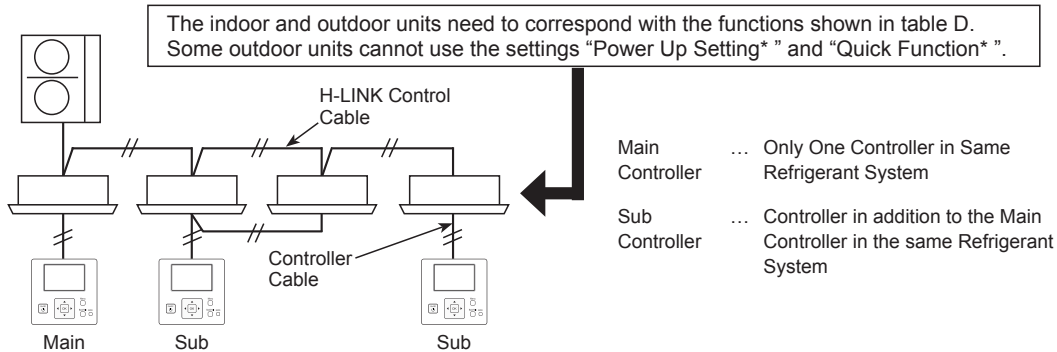 The indoor and outdoor units need to correspond with the functions shown in table D.
Some outdoor units cannot use the settings “Power Up Setting* ” and “Quick Function* ”.
H-LINK Control
Cable
Main
Controller
… Only One Controller in Same
Refrigerant System
Sub
Controller
… Controller in addition to the Main
Controller in the same Refrigerant
System
Controller
Cable
Main
Sub
Sub